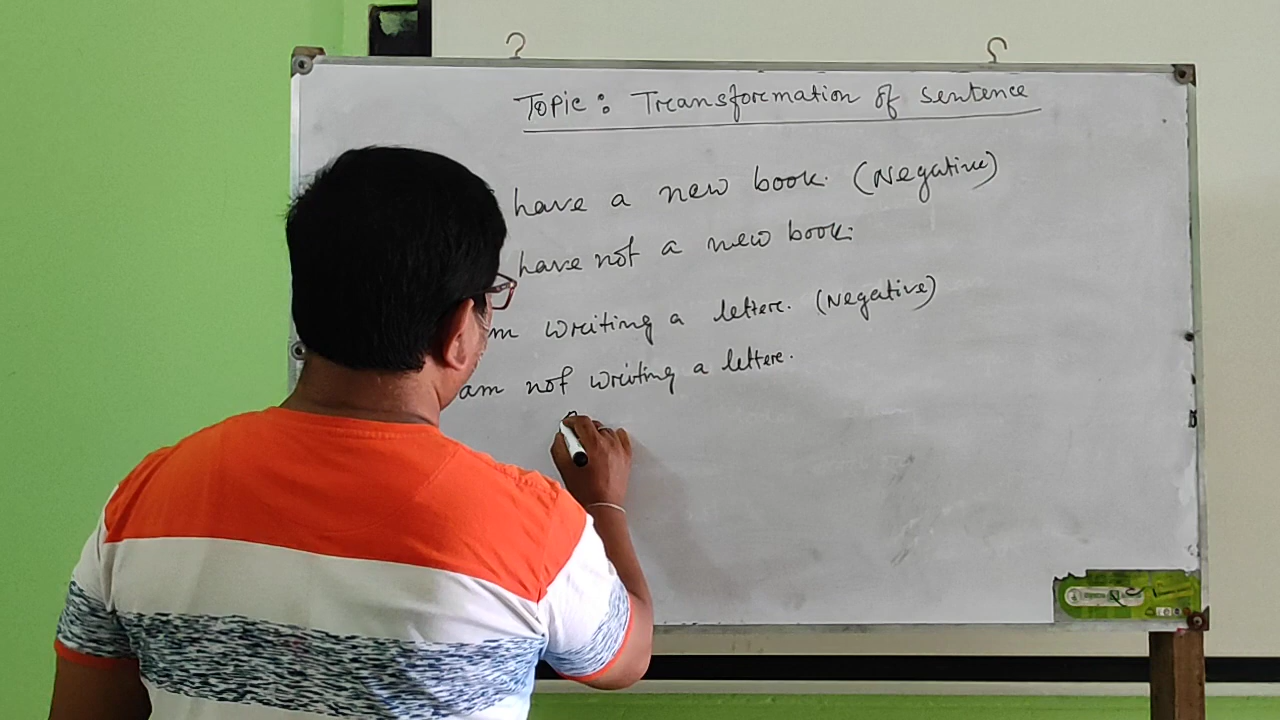 Topic: Transformation of sentence
have a new book. (Negative)
have not a new book.
m writing a letter. (Negative)
am not writing a letter.